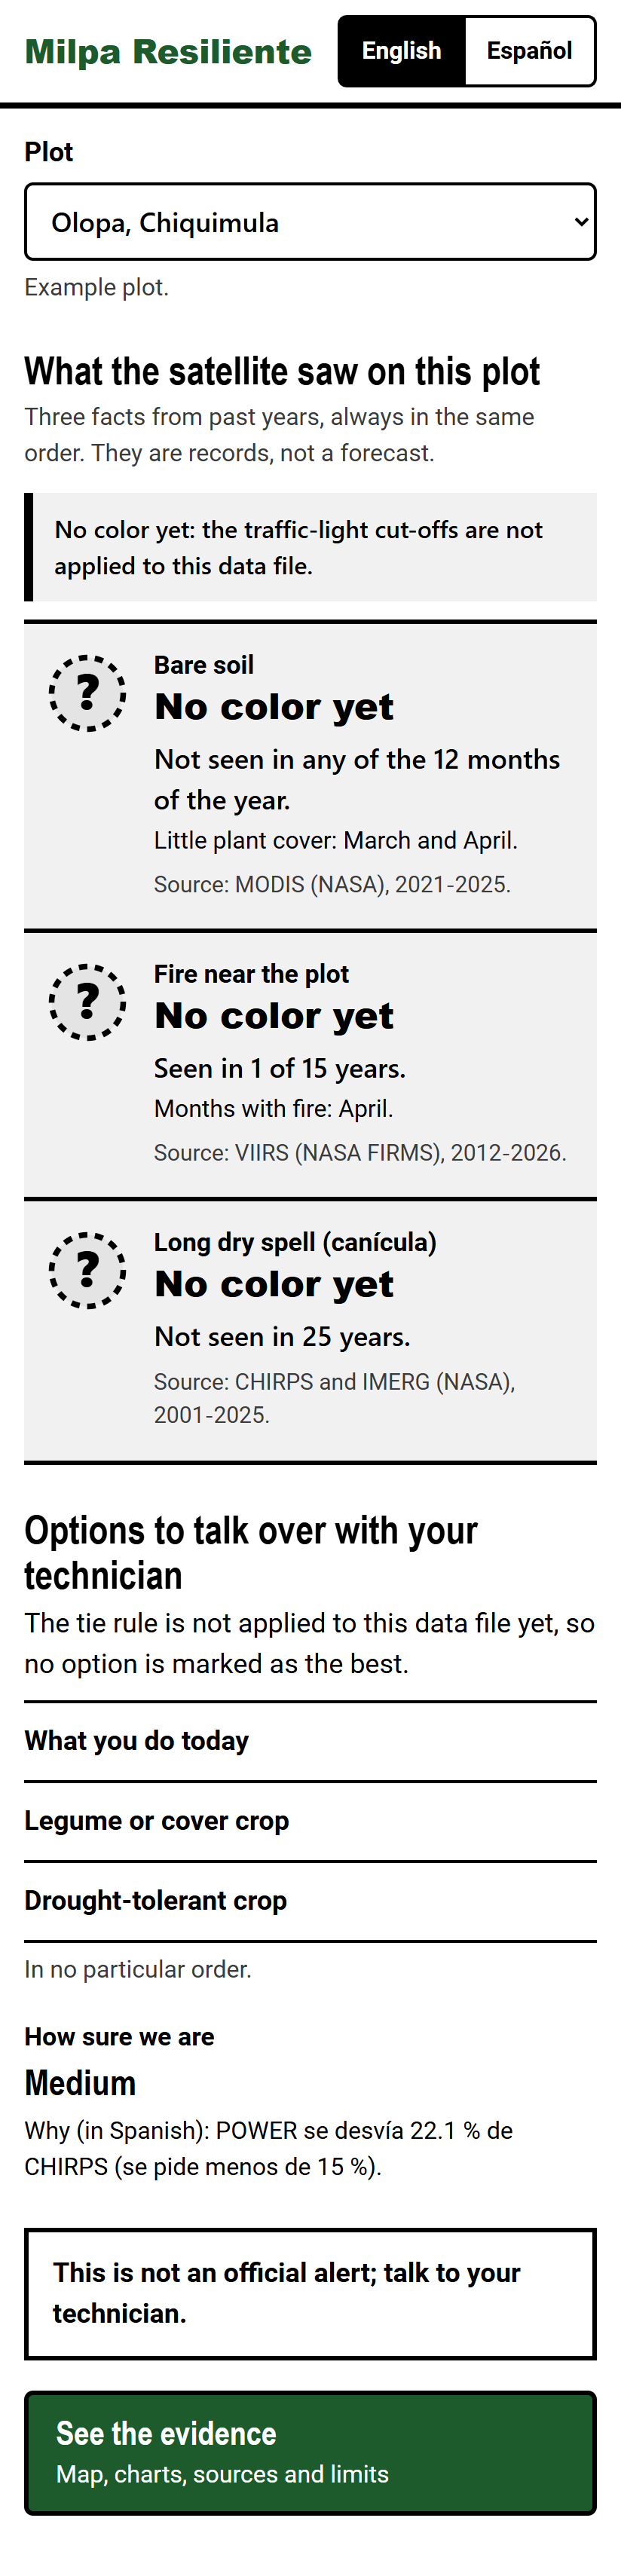 Milpa Resiliente
English
Español
Plot
Olopa, Chiquimula
Example plot.
What the satellite saw on this plot
Three facts from past years, always in the same
order. They are records, not a forecast.
No color yet: the traffic-light cut-offs are not
applied to this data file.
?
Bare soil
No color yet
Not seen in any of the 12 months
of the year.
Little plant cover: March and April.
Source: MODIS (NASA), 2021-2025.
?
Fire near the plot
No color yet
Seen in 1 of 15 years.
Months with fire: April.
Source: VIIRS (NASA FIRMS), 2012-2026.
?
Long dry spell (canícula)
No color yet
Not seen in 25 years.
Source: CHIRPS and IMERG (NASA),
2001-2025.
Options to talk over with your
technician
The tie rule is not applied to this data file yet, so
no option is marked as the best.
What you do today
Legume or cover crop
Drought-tolerant crop
In no particular order.
How sure we are
Medium
Why (in Spanish): POWER se desvía 22.1 % de
CHIRPS (se pide menos de 15 %).
This is not an official alert; talk to your
technician.
See the evidence
Map, charts, sources and limits